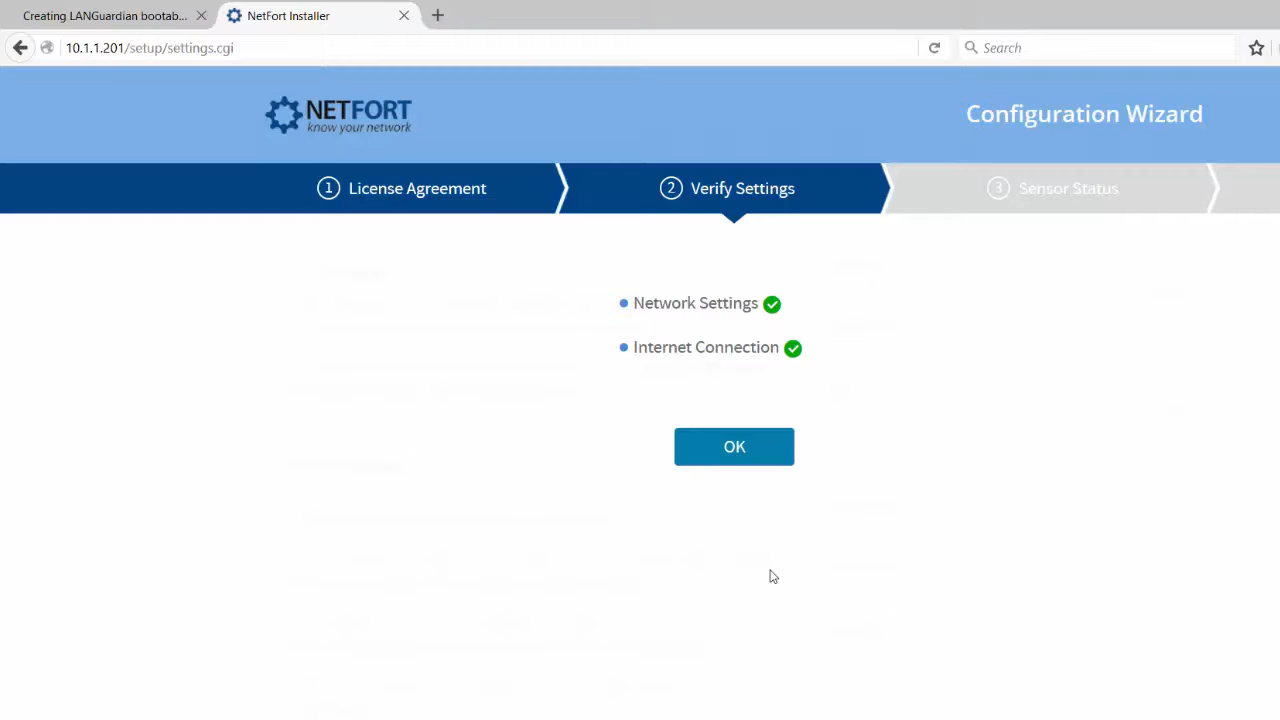 Creating LANGuardian bootab...
NetFort Installer
10.1.1.201/setup/settings.cgi
Search
NETFORT
know your network
Configuration Wizard
1 License Agreement
2 Verify Settings
3 Sensor Status
Network Settings
Internet Connection
OK